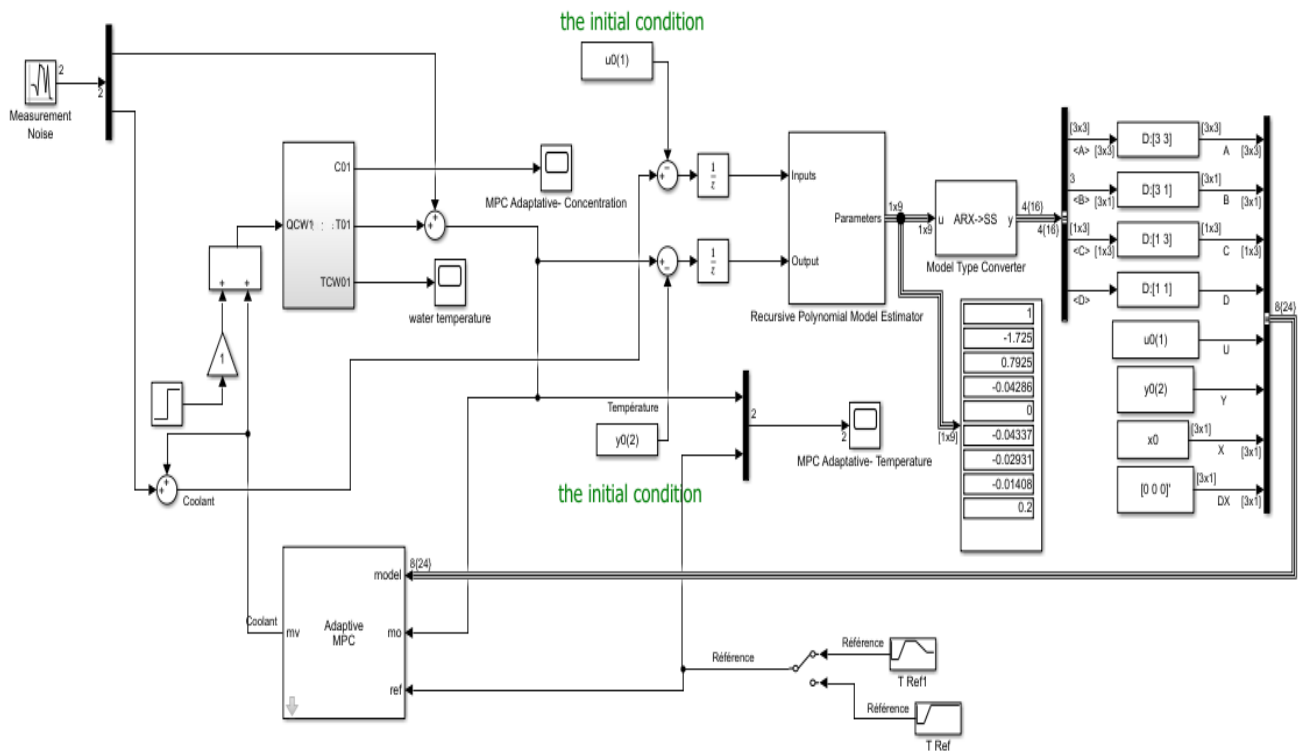 the initial condition
u0(1)
2
2
Measurement
Noise
C01
QCW1
T01
TCW01
MPC Adaptative- Concentration
water temperature
+
+
1
+
+
Coolant
+
+
+
−
1
z
+
−
1
z
Inputs
Parameters
Output
Recursive Polynomial Model Estimator
1x9
1x9
u
ARX->SS
y
Model Type Converter
4{16}
4{16}
[3x3]
<A>
[3x3]
D:[3 3]
[3x3]
A
[3x3]
3
<B>
[3x1]
D:[3 1]
[3x1]
B
[3x1]
[1x3]
<C>
[1x3]
D:[1 3]
[1x3]
C
[1x3]
<D>
D:[1 1]
D
u0(1)
U
y0(2)
Y
x0
[3x1]
X
[3x1]
[0 0 0]'
[3x1]
DX
[3x1]
8{24}
[1x9]
1
-1.725
0.7925
-0.04286
0
-0.04337
-0.02931
-0.01408
0.2
Température
y0(2)
2
2
MPC Adaptative- Temperature
the initial condition
8{24}
Coolant
mv
Adaptive
MPC
model
mo
ref
Référence
Référence
T Ref1
Référence
T Ref